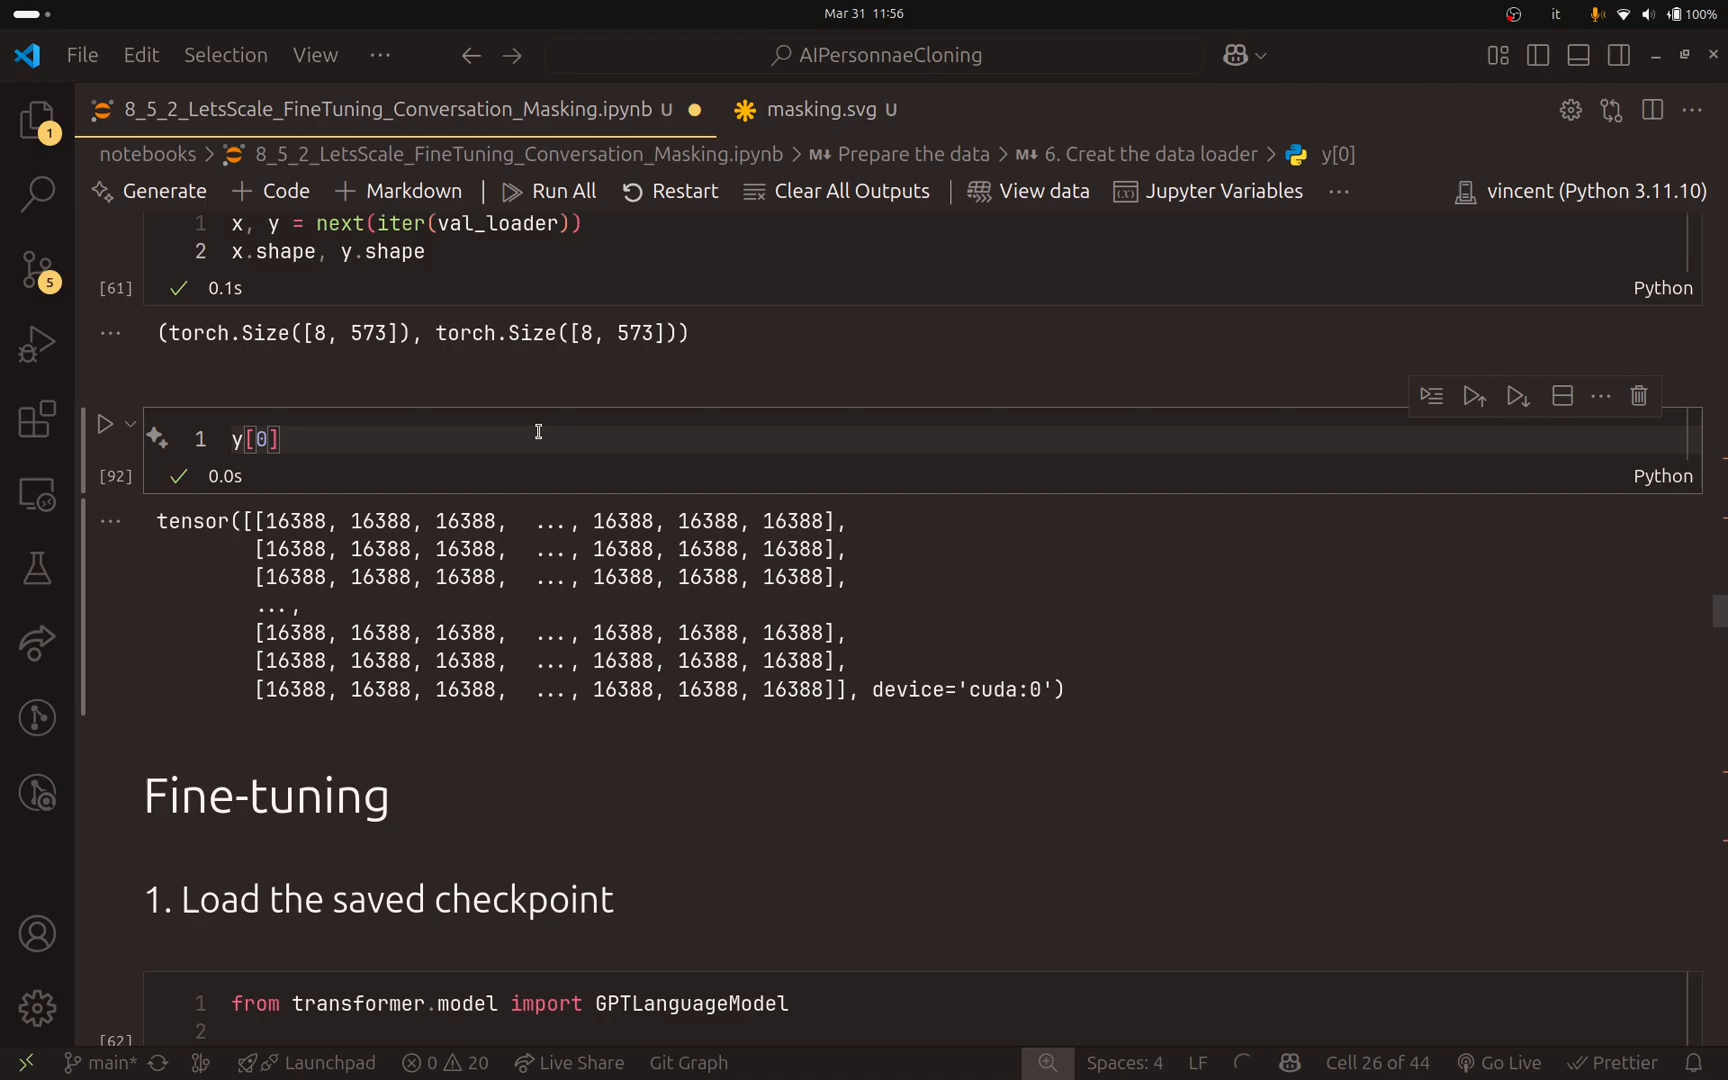 Mar 31 11:56
it
100%
File Edit Selection View ···
AIPersonnaeCloning
8_5_2_LetsScale_FineTuning_Conversation_Masking.ipynb U
masking.svg U
notebooks > 8_5_2_LetsScale_FineTuning_Conversation_Masking.ipynb > M↓ Prepare the data > M↓ 6. Creat the data loader > y[0]
Generate + Code + Markdown | Run All Restart Clear All Outputs | View data Jupyter Variables ···
vincent (Python 3.11.10)
1
5
1 x, y = next(iter(val_loader))
2 x.shape, y.shape
[61] ✓ 0.1s Python
··· (torch.Size([8, 573]), torch.Size([8, 573]))
1 y[0]
[92] ✓ 0.0s Python
··· tensor([[16388, 16388, 16388, ..., 16388, 16388, 16388],
[16388, 16388, 16388, ..., 16388, 16388, 16388],
[16388, 16388, 16388, ..., 16388, 16388, 16388],
...,
[16388, 16388, 16388, ..., 16388, 16388, 16388],
[16388, 16388, 16388, ..., 16388, 16388, 16388],
[16388, 16388, 16388, ..., 16388, 16388, 16388]], device='cuda:0')
Fine-tuning
1. Load the saved checkpoint
1 from transformer.model import GPTLanguageModel
2
[62]
main* Launchpad 0 20 Live Share Git Graph
Spaces: 4 LF Cell 26 of 44 Go Live Prettier